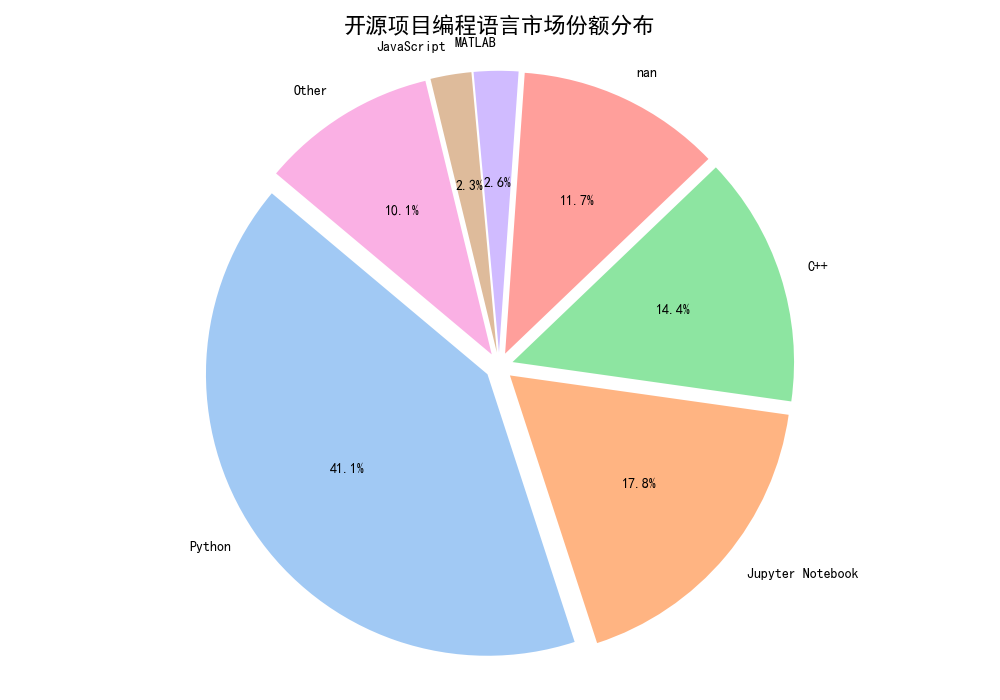 开源项目编程语言市场份额分布
JavaScript
MATLAB
nan
Other
2.3%
2.6%
11.7%
10.1%
C++
14.4%
41.1%
17.8%
Python
Jupyter Notebook